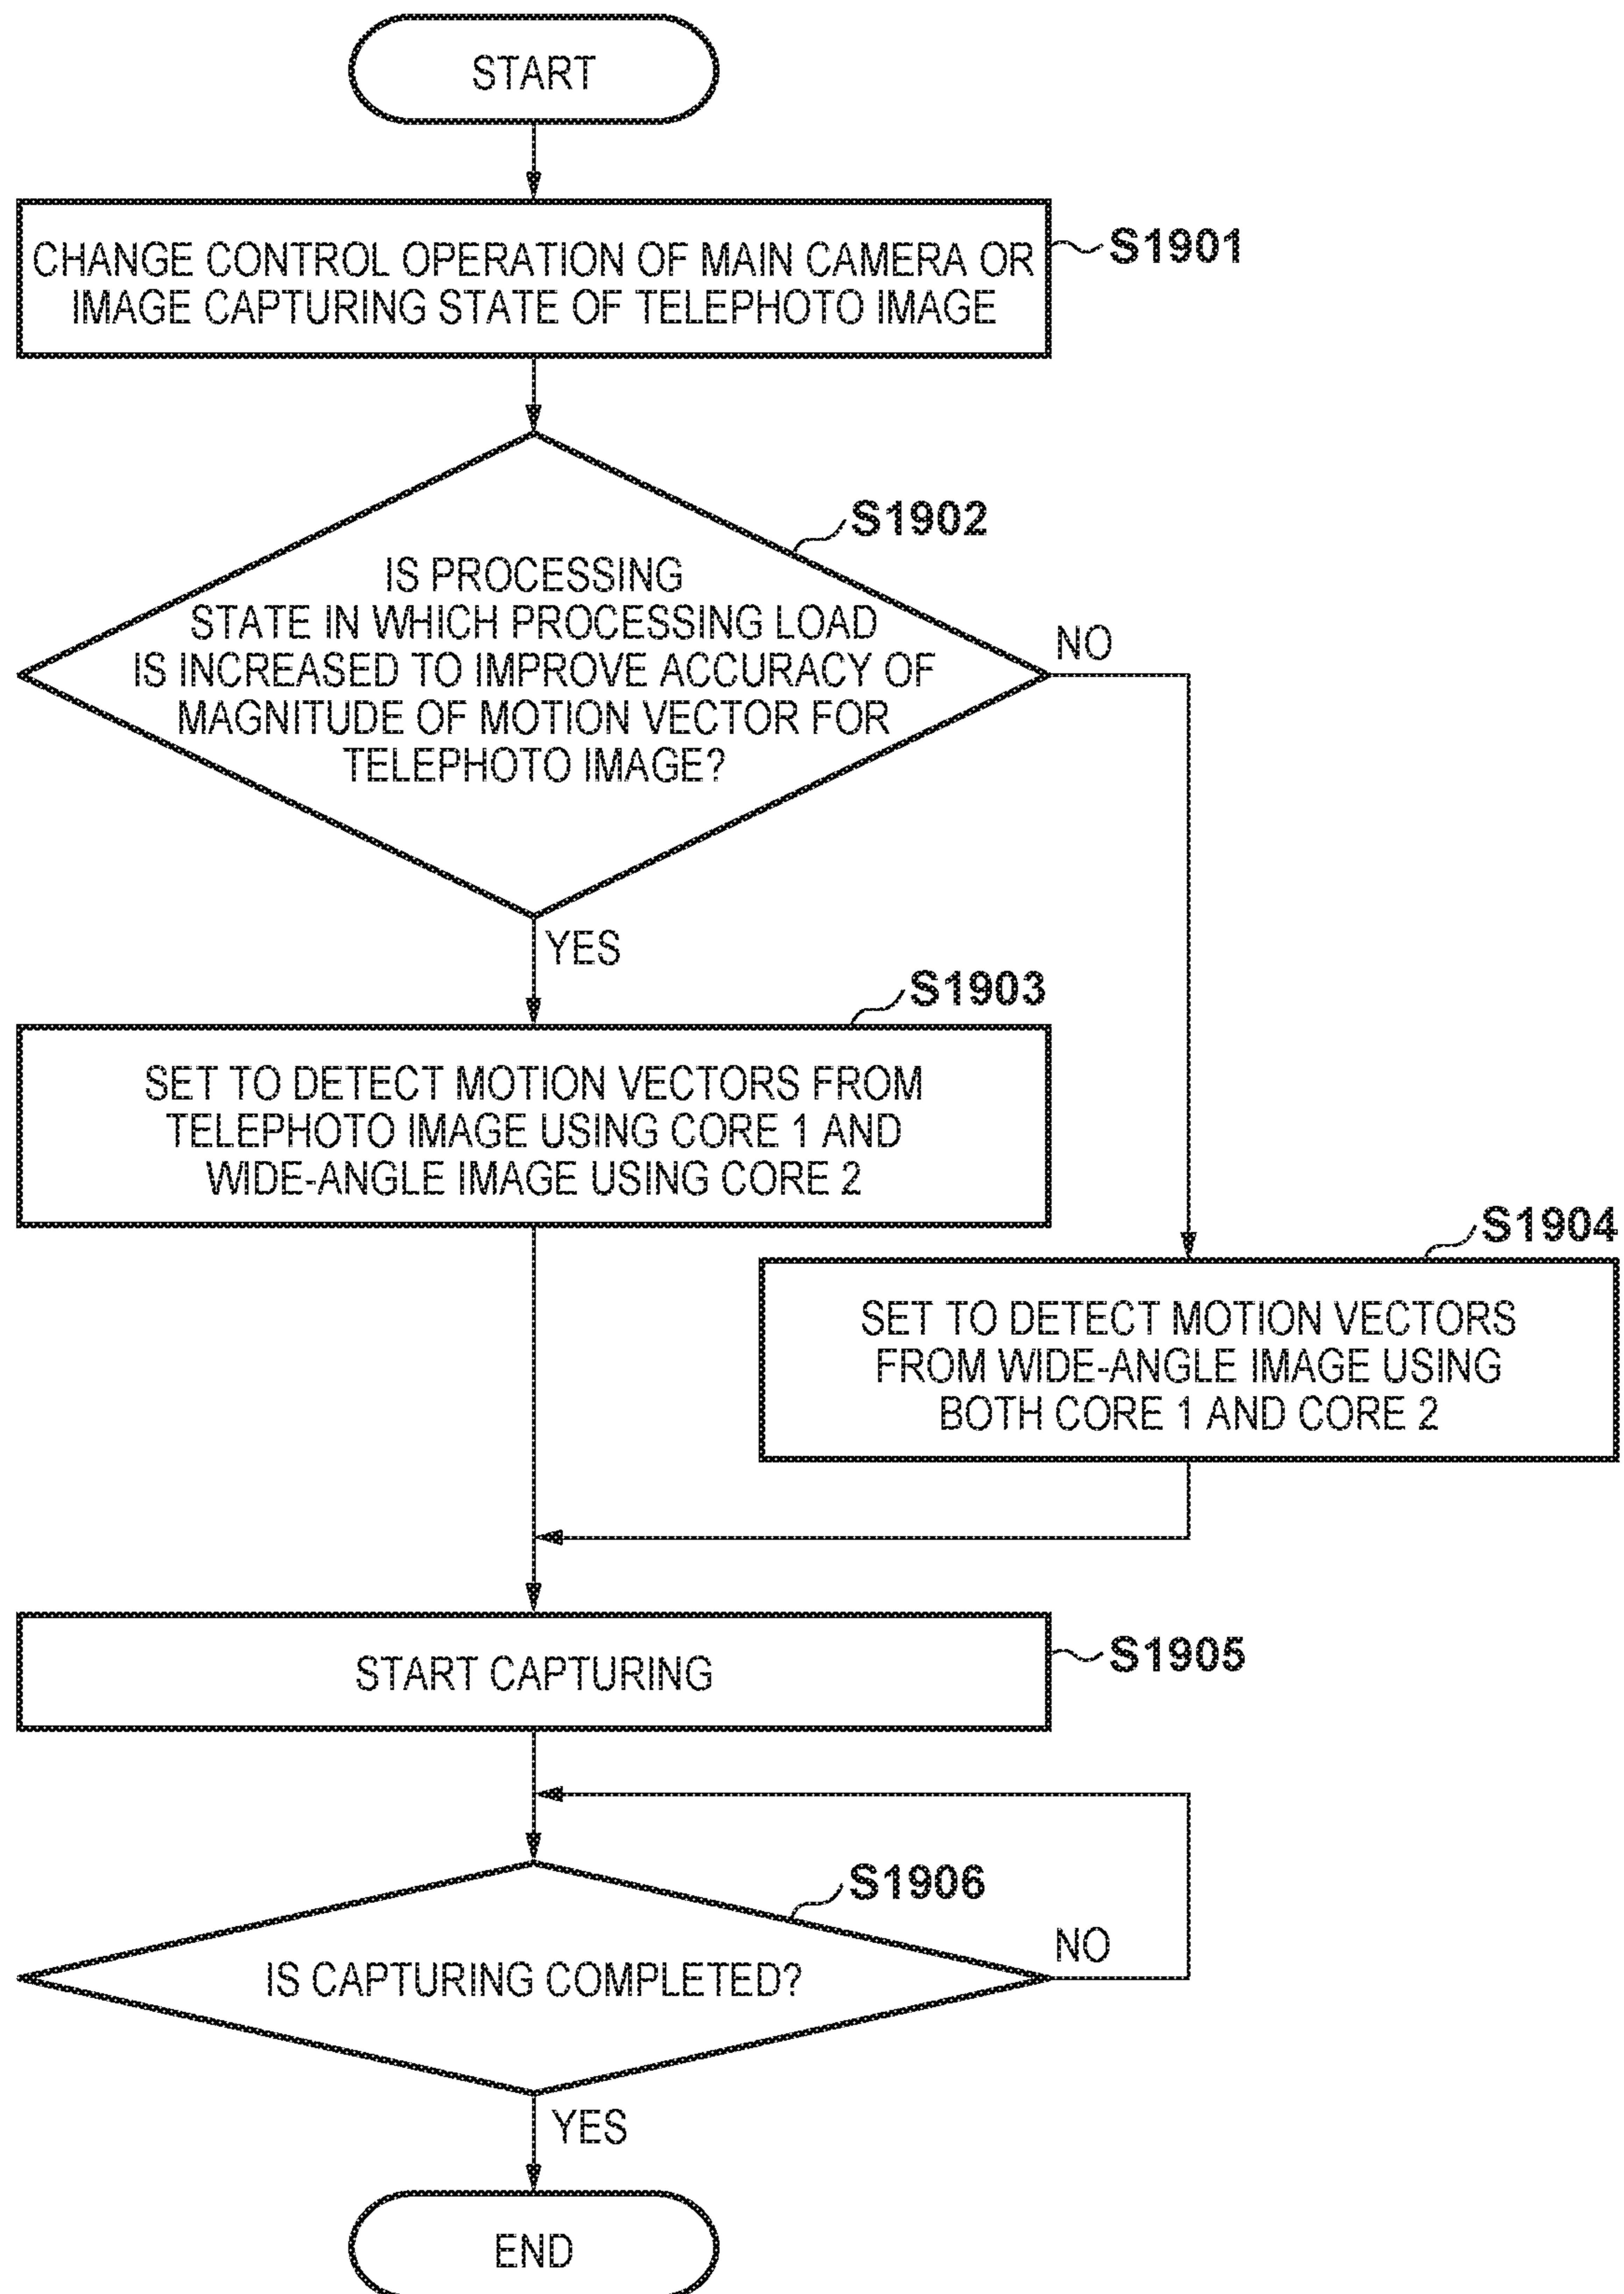 START
CHANGE CONTROL OPERATION OF MAIN CAMERA OR
IMAGE CAPTURING STATE OF TELEPHOTO IMAGE
S1901
S1902
IS PROCESSING
STATE IN WHICH PROCESSING LOAD
IS INCREASED TO IMPROVE ACCURACY OF
MAGNITUDE OF MOTION VECTOR FOR
TELEPHOTO IMAGE?
NO
YES
S1903
SET TO DETECT MOTION VECTORS FROM
TELEPHOTO IMAGE USING CORE 1 AND
WIDE-ANGLE IMAGE USING CORE 2
S1904
SET TO DETECT MOTION VECTORS
FROM WIDE-ANGLE IMAGE USING
BOTH CORE 1 AND CORE 2
START CAPTURING
S1905
S1906
IS CAPTURING COMPLETED?
NO
YES
END